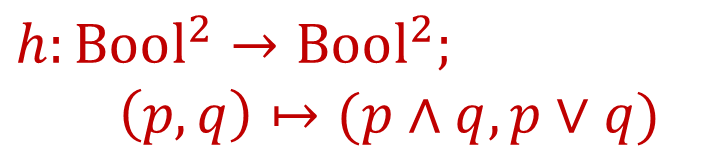 h: Bool² → Bool²;
(p, q) ↦ (p ∧ q, p ∨ q)